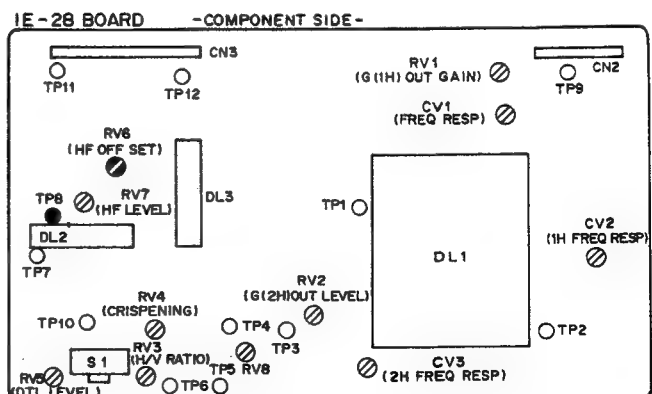 IE-28 BOARD -COMPONENT SIDE-
CN3
TP11
TP12
RV1
(G(1H) OUT GAIN)
CN2
TP9
CV1
(FREQ RESP)
RV6
(HF OFF SET)
TP8
RV7
(HF LEVEL)
DL3
DL2
TP7
TP1
DL1
CV2
(1H FREQ RESP)
RV2
(G(2H)OUT LEVEL)
RV4
(CRISPENING)
TP10
TP4
TP3
TP2
RV3
(H/V RATIO)
S1
RV8
CV3
(2H FREQ RESP)
RV5
(DTL LEVEL)
TP6
TP5